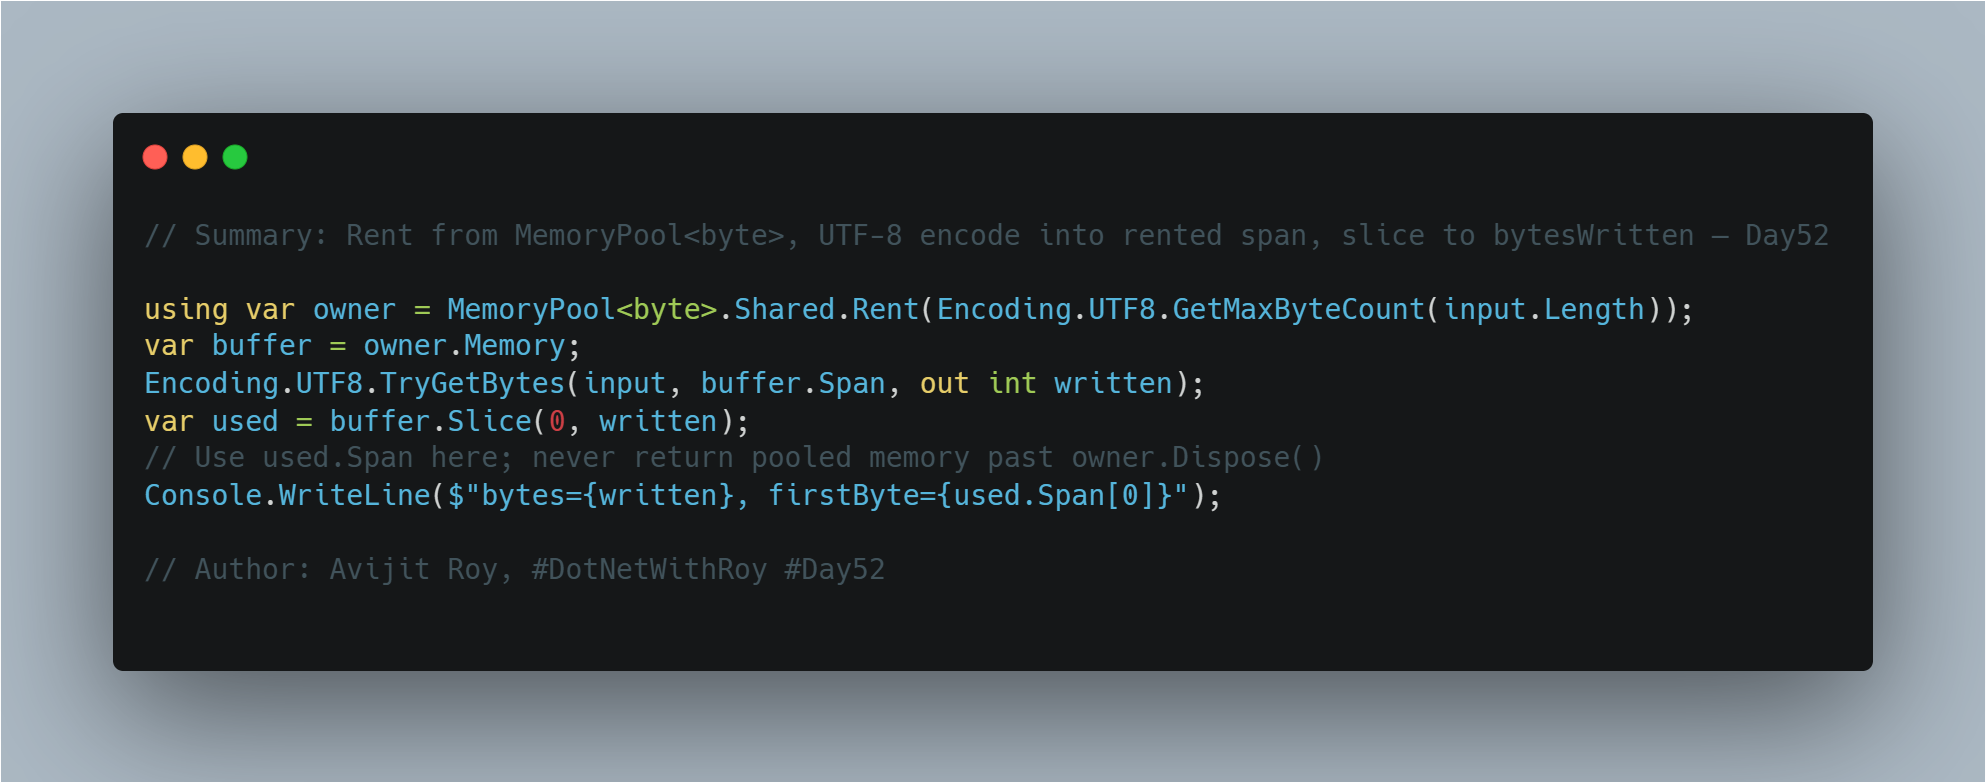 // Summary: Rent from MemoryPool<byte>, UTF-8 encode into rented span, slice to bytesWritten — Day52
using var owner = MemoryPool<byte>.Shared.Rent(Encoding.UTF8.GetMaxByteCount(input.Length));
var buffer = owner.Memory;
Encoding.UTF8.TryGetBytes(input, buffer.Span, out int written);
var used = buffer.Slice(0, written);
// Use used.Span here; never return pooled memory past owner.Dispose()
Console.WriteLine($"bytes={written}, firstByte={used.Span[0]}");
// Author: Avijit Roy, #DotNetWithRoy #Day52